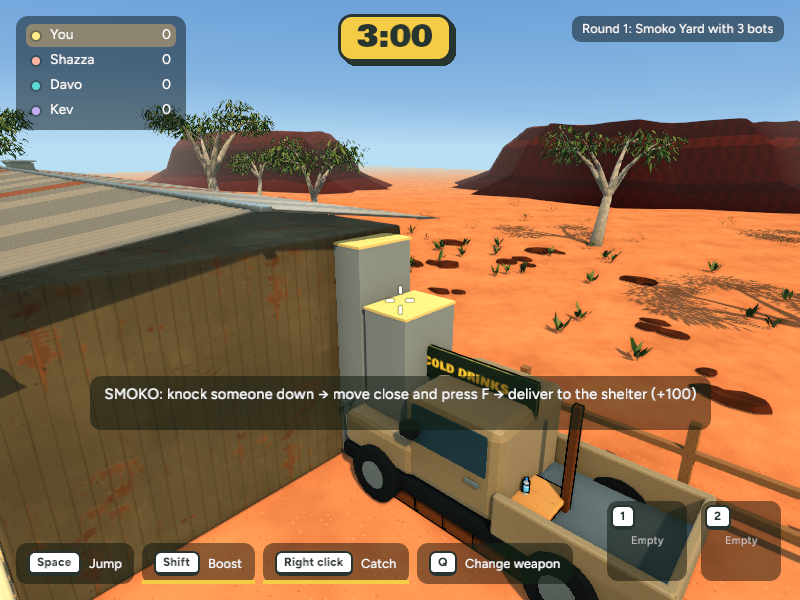 You 0
Shazza 0
Davo 0
Kev 0
3:00
Round 1: Smoko Yard with 3 bots
COLD DRINKS
SMOKO: knock someone down → move close and press F → deliver to the shelter (+100)
1
Empty
2
Empty
Space Jump
Shift Boost
Right click Catch
Q Change weapon